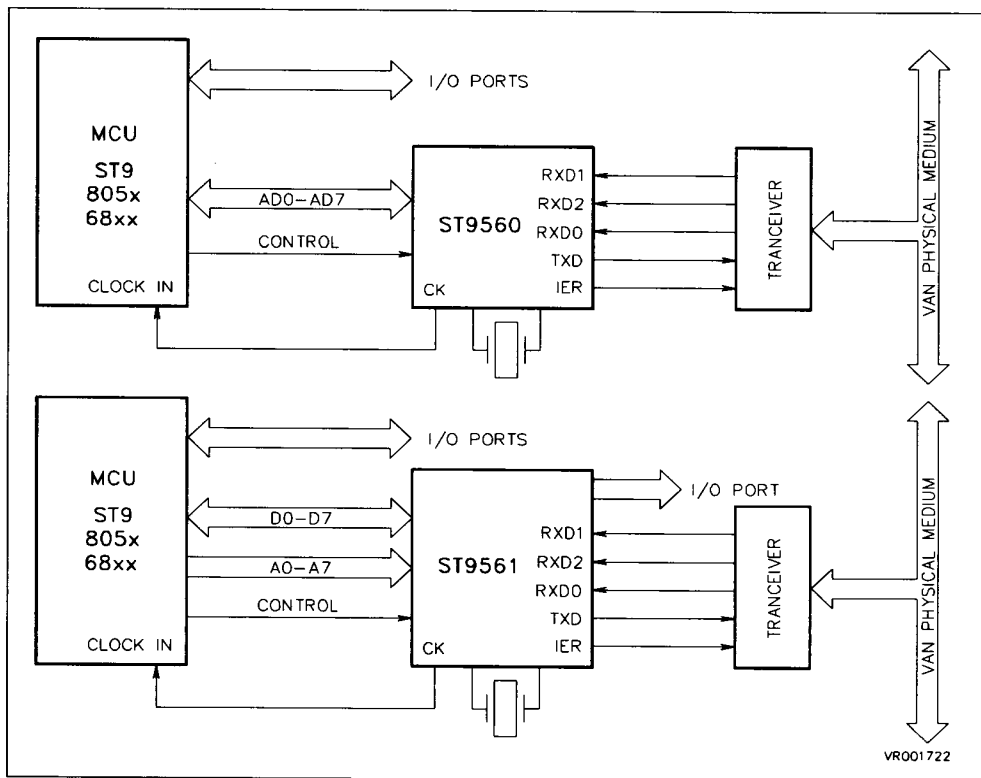 I/O PORTS
MCU
ST9
805x
68xx
AD0-AD7
CONTROL
CLOCK IN
ST9560
RXD1
RXD2
RXD0
TXD
IER
CK
TRANCEIVER
VAN PHYSICAL MEDIUM
I/O PORTS
MCU
ST9
805x
68xx
D0-D7
A0-A7
CONTROL
CLOCK IN
I/O PORT
ST9561
RXD1
RXD2
RXD0
TXD
IER
CK
TRANCEIVER
VAN PHYSICAL MEDIUM
VR001722